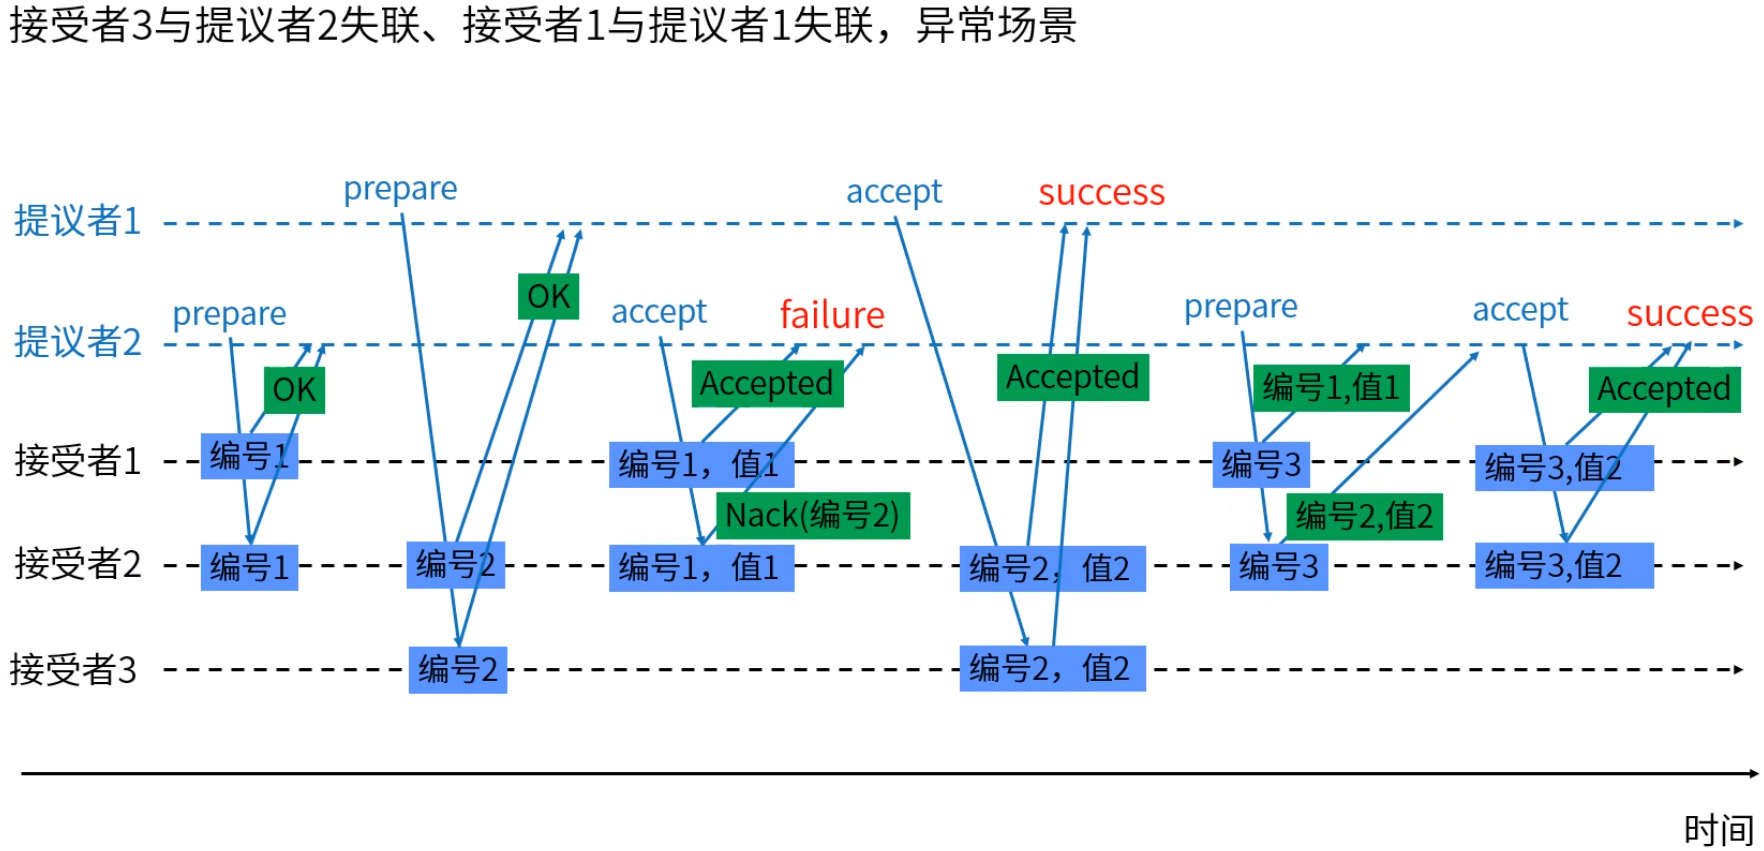 接受者3与提议者2失联、接受者1与提议者1失联，异常场景
prepare
accept
success
提议者1
OK
prepare
accept
failure
prepare
accept
success
提议者2
OK
Accepted
Accepted
编号1,值1
Accepted
接受者1
编号1
编号1，值1
编号3
编号3,值2
Nack(编号2)
编号2,值2
接受者2
编号1
编号2
编号1，值1
编号2，值2
编号3
编号3,值2
接受者3
编号2
编号2，值2
时间